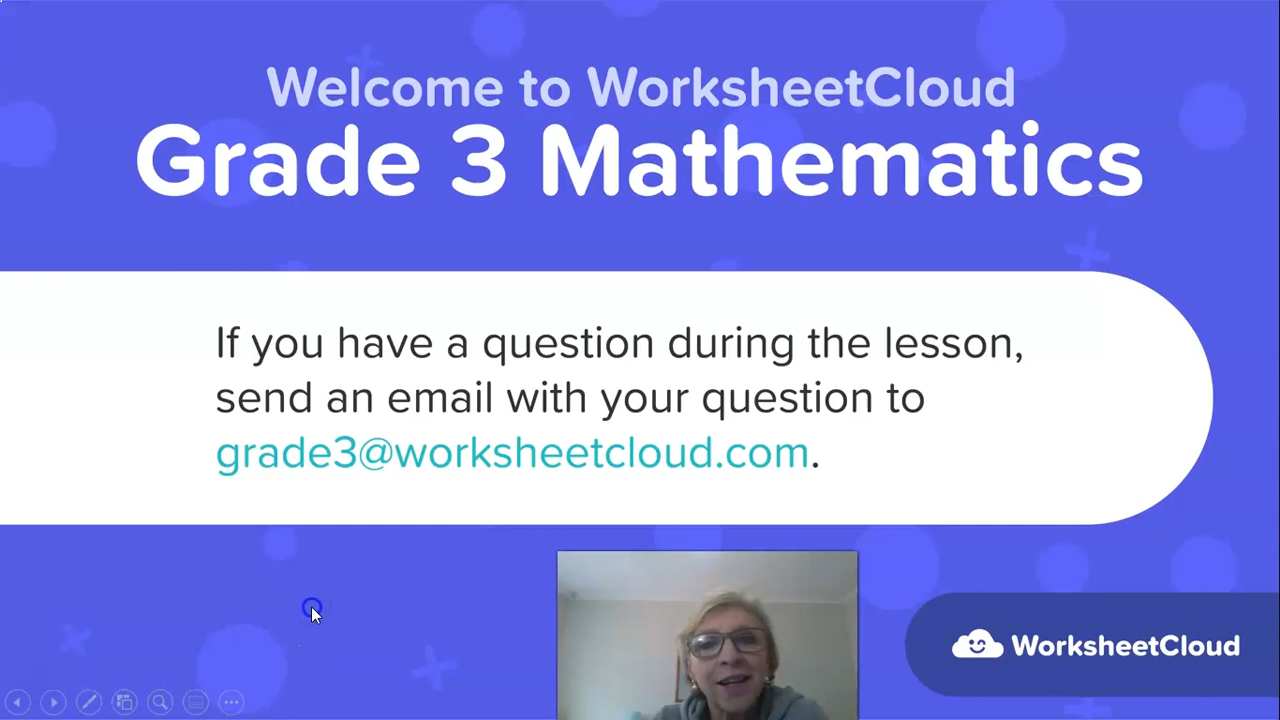 Welcome to WorksheetCloud
Grade 3 Mathematics
If you have a question during the lesson,
send an email with your question to
grade3@worksheetcloud.com.
WorksheetCloud